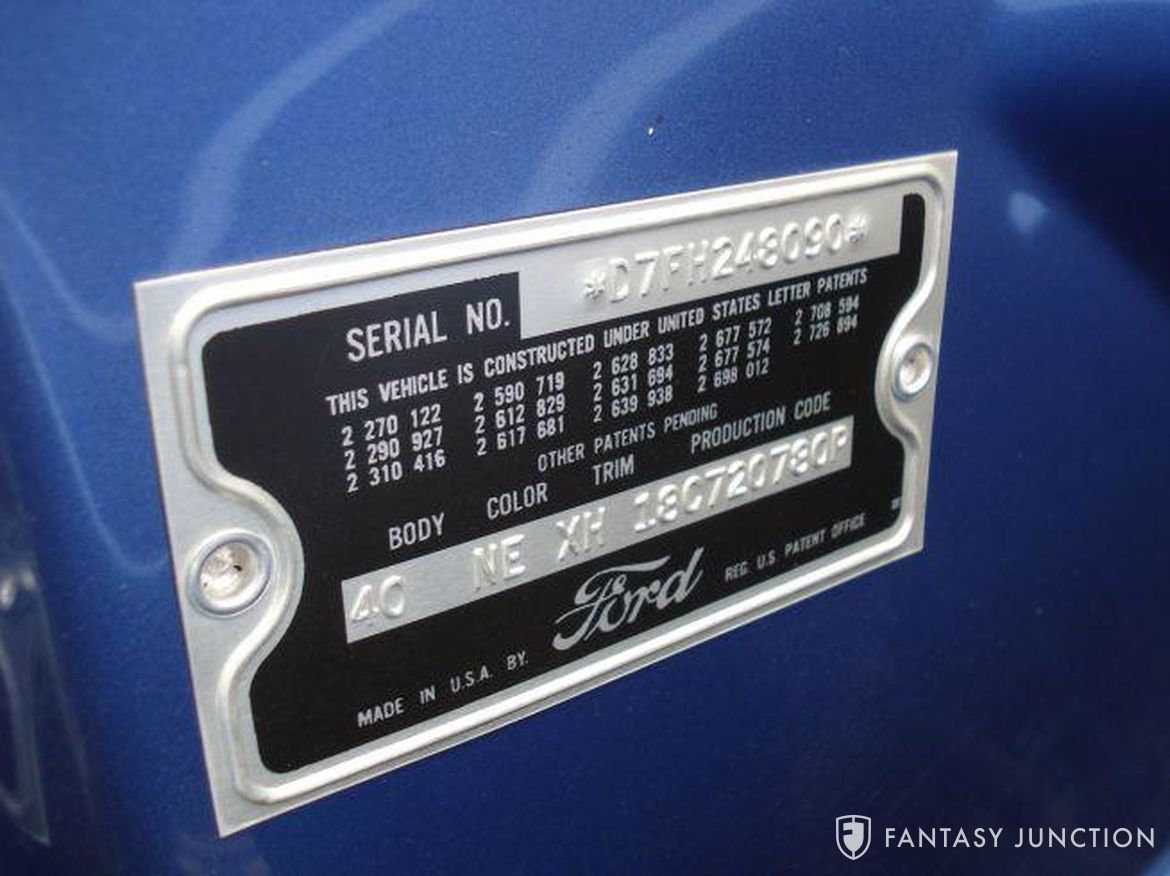 SERIAL NO. *D7FH248090*
THIS VEHICLE IS CONSTRUCTED UNDER UNITED STATES LETTER PATENTS
2 270 122 2 590 719 2 628 833 2 677 572 2 708 594
2 290 927 2 612 829 2 631 694 2 677 574 2 726 894
2 310 416 2 617 681 2 639 938 2 698 012
OTHER PATENTS PENDING
BODY COLOR TRIM PRODUCTION CODE
40 NE XH 18C720780P
MADE IN U.S.A. BY. Ford REG. U.S PATENT OFFICE
FANTASY JUNCTION